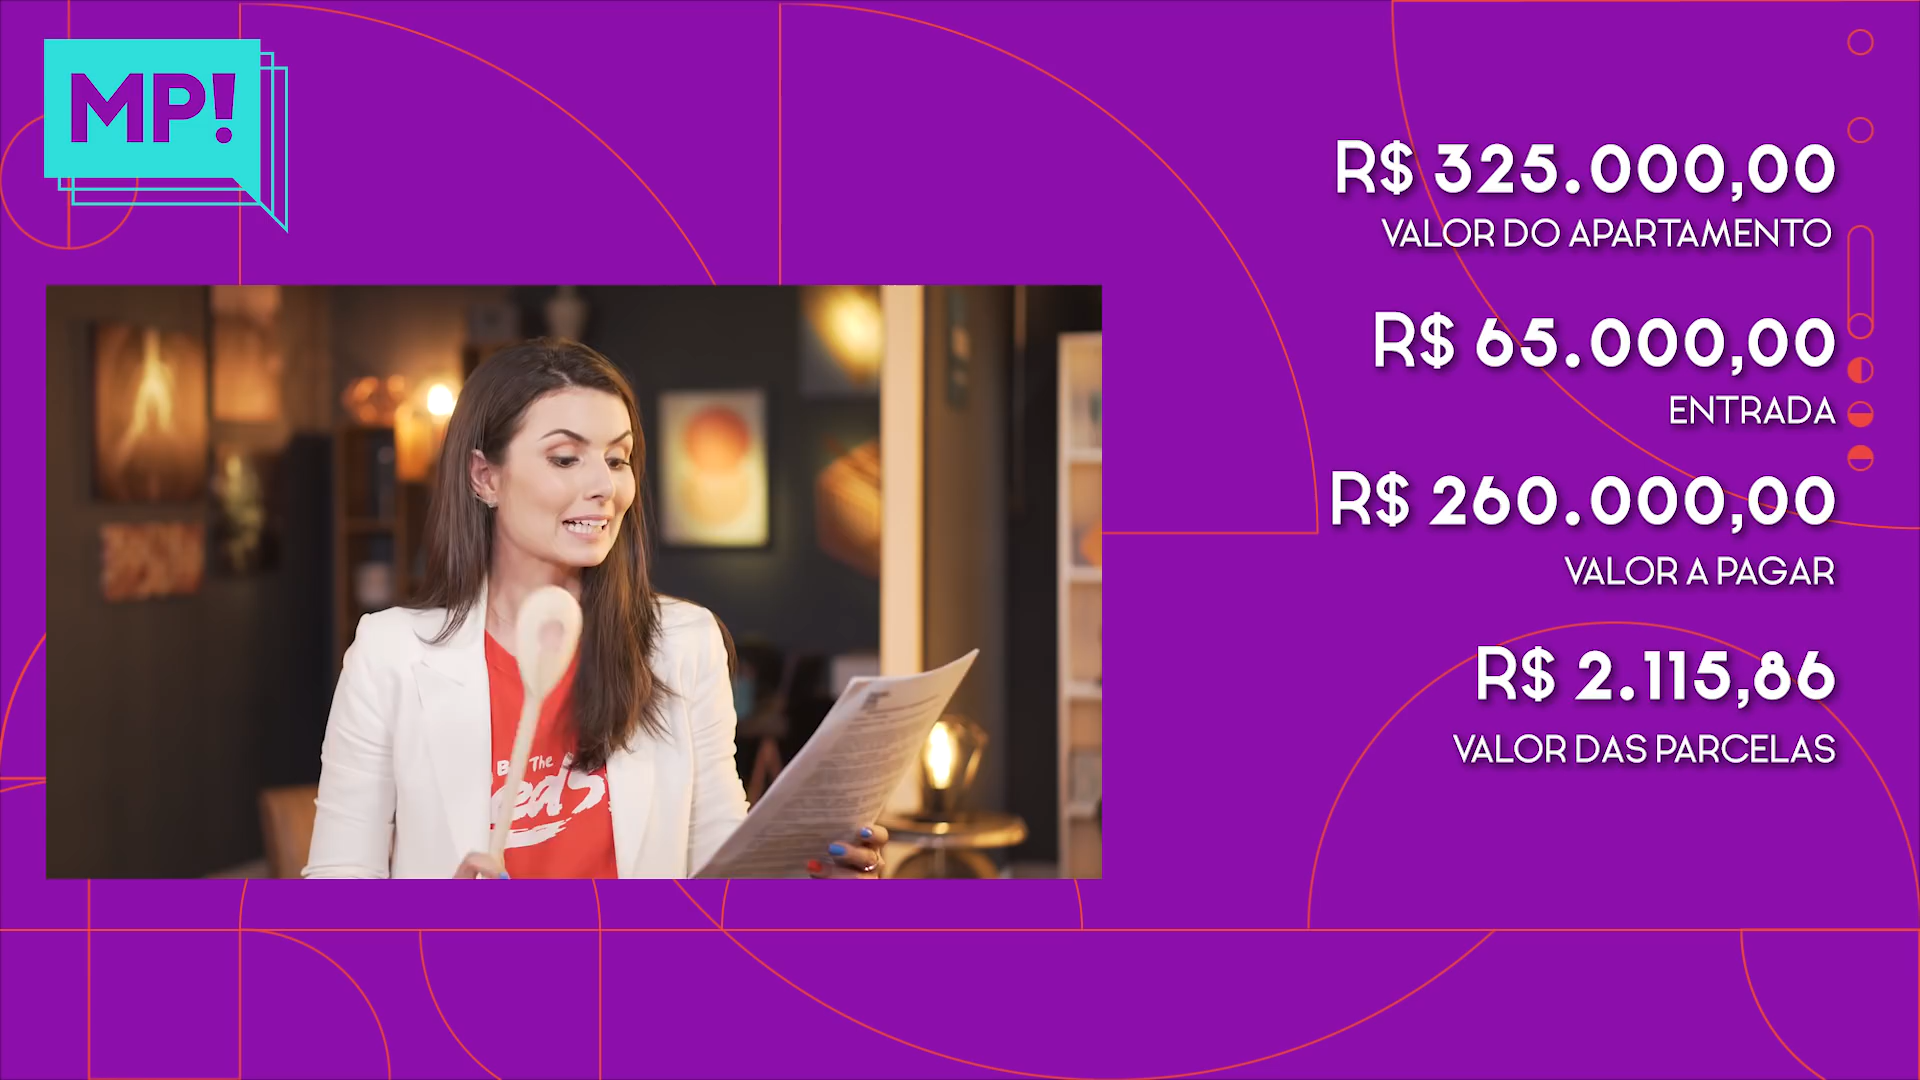 MP!
R$ 325.000,00
VALOR DO APARTAMENTO
R$ 65.000,00
ENTRADA
R$ 260.000,00
VALOR A PAGAR
R$ 2.115,86
VALOR DAS PARCELAS
The